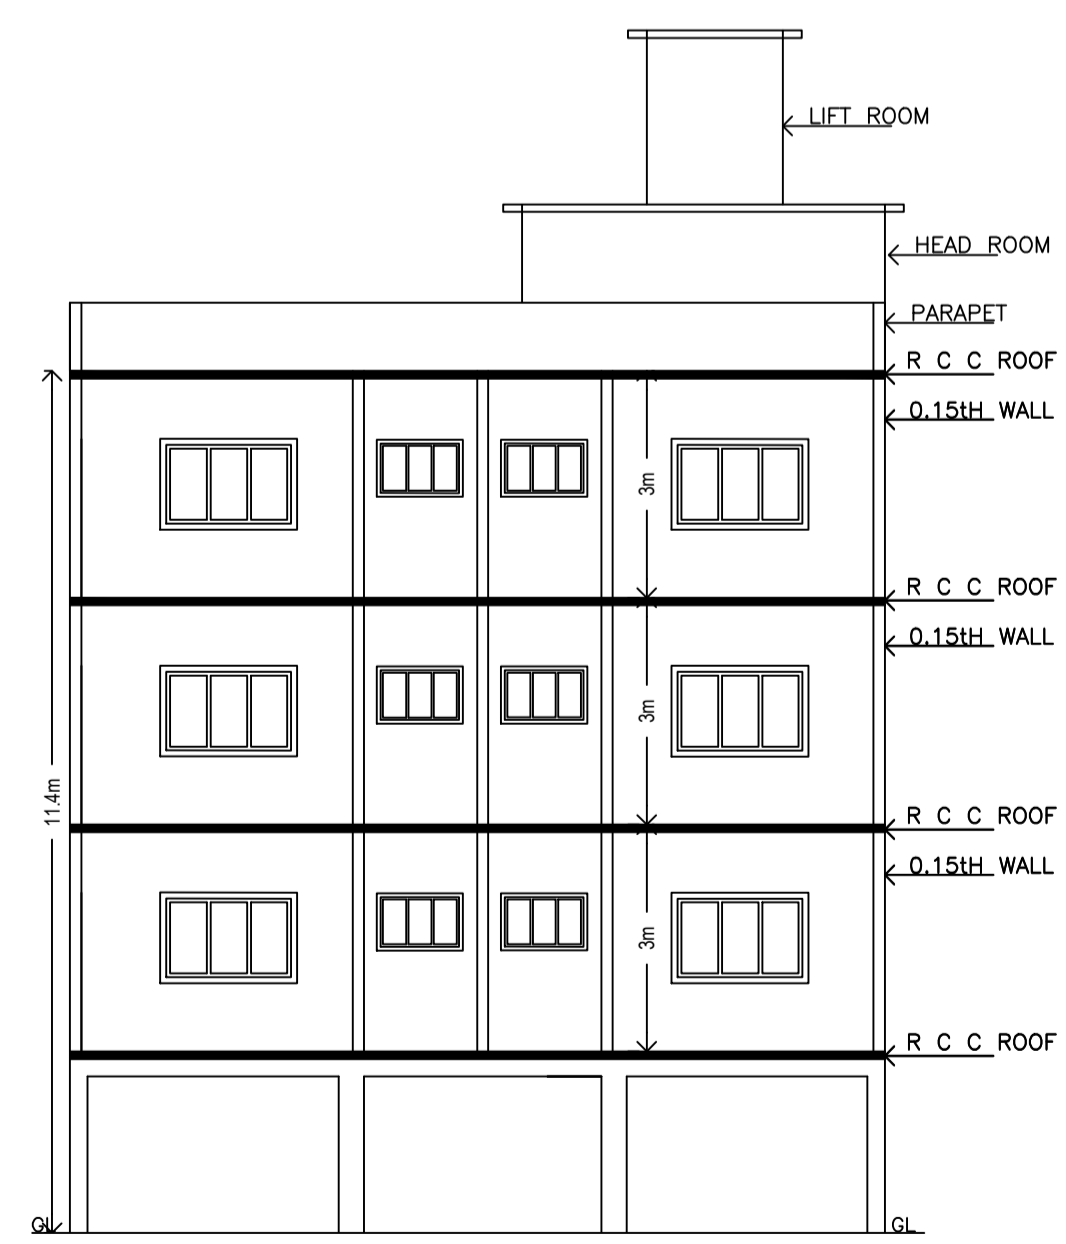 LIFT ROOM
HEAD ROOM
PARAPET
R C C ROOF
0.15tH WALL
3m
R C C ROOF
0.15tH WALL
3m
11.4m
R C C ROOF
0.15tH WALL
3m
R C C ROOF
GL
GL